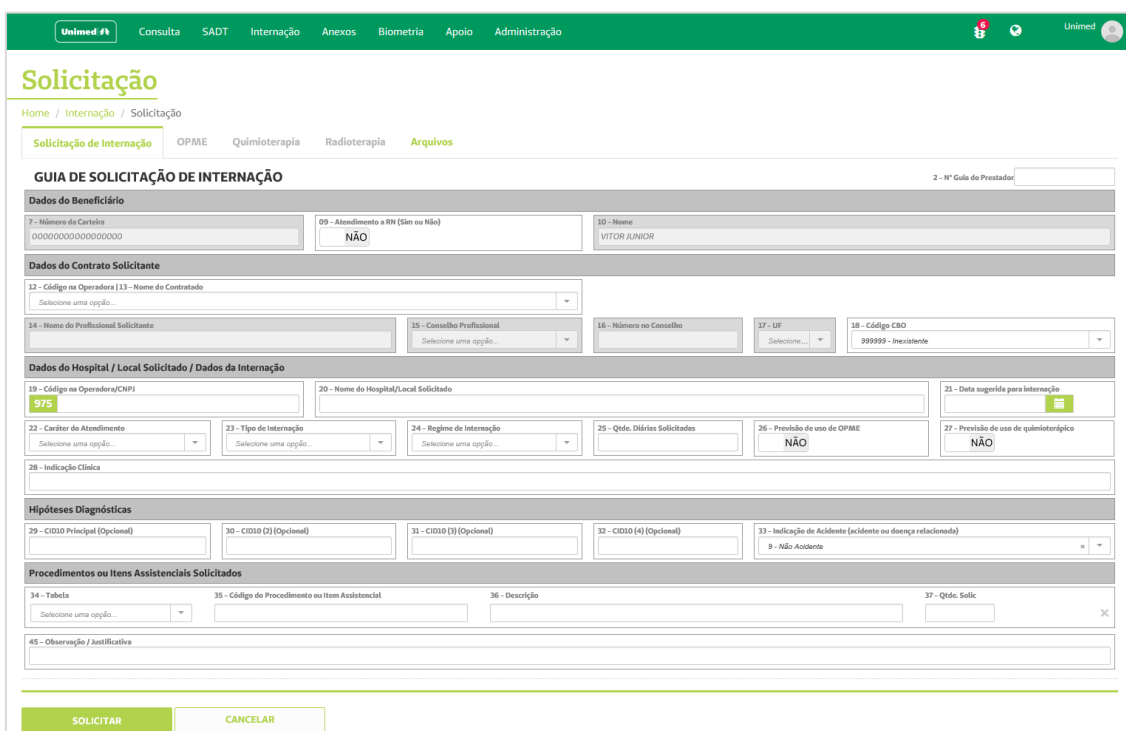 Unimed Consulta SADT Internação Anexos Biometria Apoio Administração 6 Unimed
Solicitação
Home / Internação / Solicitação
Solicitação de Internação OPME Quimioterapia Radioterapia Arquivos
GUIA DE SOLICITAÇÃO DE INTERNAÇÃO 2 - Nº Guia do Prestador
Dados do Beneficiário
7 - Número da Carteira 09 - Atendimento a RN (Sim ou Não) 10 - Nome
00000000000000000 NÃO VITOR JUNIOR
Dados do Contrato Solicitante
12 - Código na Operadora | 13 - Nome do Contratado
Selecione uma opção...
14 - Nome do Profissional Solicitante 15 - Conselho Profissional 16 - Número no Conselho 17 - UF 18 - Código CBO
Selecione uma opção... Selecione... 999999 - Inexistente
Dados do Hospital / Local Solicitado / Dados da Internação
19 - Código na Operadora/CNPJ 20 - Nome do Hospital/Local Solicitado 21 - Data sugerida para internação
975
22 - Caráter do Atendimento 23 - Tipo de Internação 24 - Regime de Internação 25 - Qtde. Diárias Solicitadas 26 - Previsão de uso de OPME 27 - Previsão de uso de quimioterápico
Selecione uma opção... Selecione uma opção... Selecione uma opção... NÃO NÃO
28 - Indicação Clínica
Hipóteses Diagnósticas
29 - CID10 Principal (Opcional) 30 - CID10 (2) (Opcional) 31 - CID10 (3) (Opcional) 32 - CID10 (4) (Opcional) 33 - Indicação de Acidente (acidente ou doença relacionada)
9 - Não Acidente
Procedimentos ou Itens Assistenciais Solicitados
34 - Tabela 35 - Código do Procedimento ou Item Assistencial 36 - Descrição 37 - Qtde. Solic
Selecione uma opção...
45 - Observação / Justificativa
SOLICITAR CANCELAR